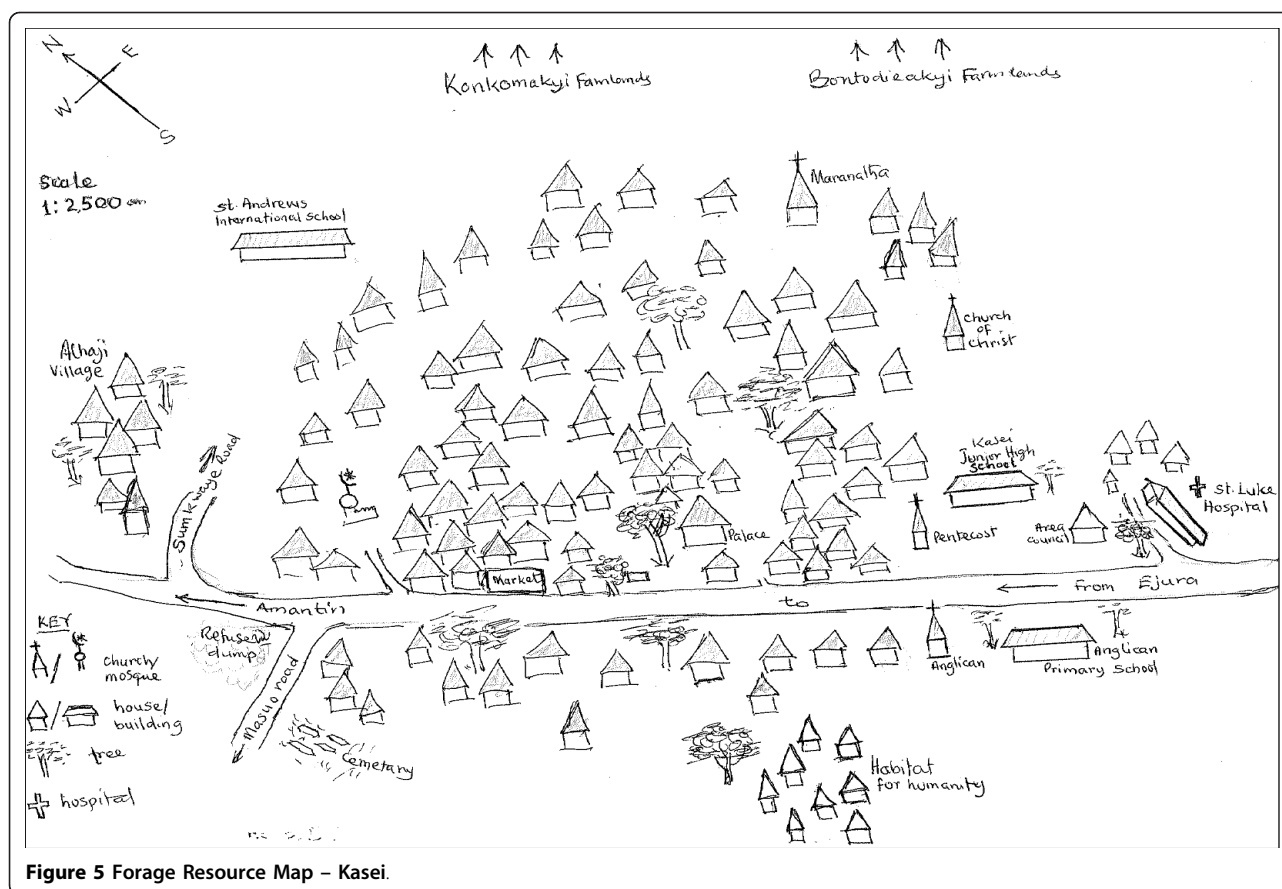 N
E
W
S
Scale
1: 2,500 cm
Konkomakyi Famlands
Bontodieakyi Famlands
St. Andrews
International School
Maranatha
Church
of
Christ
Alhaji
Village
Sumkwaye Road
Kasei
Junior High
School
St. Luke
Hospital
Palace
Pentecost
Area
council
Market
Amantin
to
from Ejura
Refuse
dump
Masuo road
Cemetary
Anglican
Anglican
Primary School
Habitat
for humanity
KEY
church/
mosque
house/
building
tree
hospital
Figure 5 Forage Resource Map – Kasei.